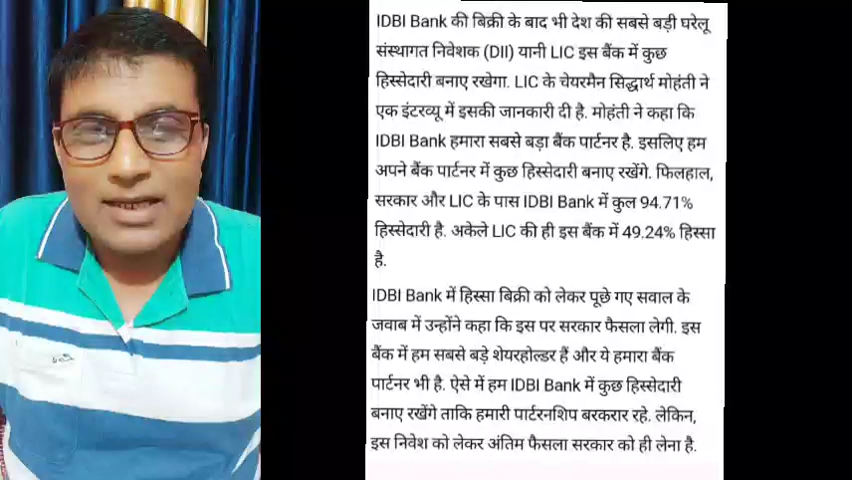 IDBI Bank की बिक्री के बाद भी देश की सबसे बड़ी घरेलू
संस्थागत निवेशक (DII) यानी LIC इस बैंक में कुछ
हिस्सेदारी बनाए रखेगा. LIC के चेयरमैन सिद्धार्थ मोहंती ने
एक इंटरव्यू में इसकी जानकारी दी है. मोहंती ने कहा कि
IDBI Bank हमारा सबसे बड़ा बैंक पार्टनर है. इसलिए हम
अपने बैंक पार्टनर में कुछ हिस्सेदारी बनाए रखेंगे. फिलहाल,
सरकार और LIC के पास IDBI Bank में कुल 94.71%
हिस्सेदारी है. अकेले LIC की ही इस बैंक में 49.24% हिस्सा
है.
IDBI Bank में हिस्सा बिक्री को लेकर पूछे गए सवाल के
जवाब में उन्होंने कहा कि इस पर सरकार फैसला लेगी. इस
बैंक में हम सबसे बड़े शेयरहोल्डर हैं और ये हमारा बैंक
पार्टनर भी है. ऐसे में हम IDBI Bank में कुछ हिस्सेदारी
बनाए रखेंगे ताकि हमारी पार्टरनशिप बरकरार रहे. लेकिन,
इस निवेश को लेकर अंतिम फैसला सरकार को ही लेना है.